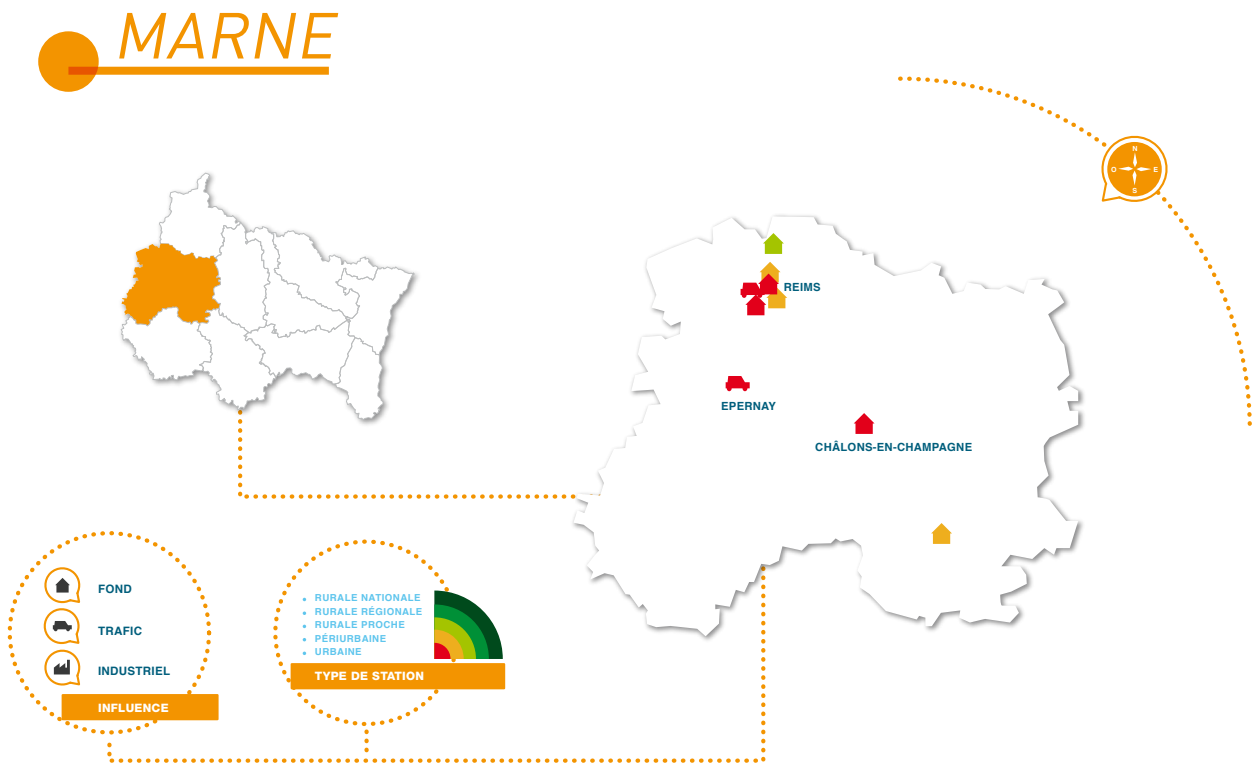 MARNE
N
O
E
S
REIMS
EPERNAY
CHÂLONS-EN-CHAMPAGNE
FOND
TRAFIC
INDUSTRIEL
INFLUENCE
• RURALE NATIONALE
• RURALE RÉGIONALE
• RURALE PROCHE
• PÉRIURBAINE
• URBAINE
TYPE DE STATION